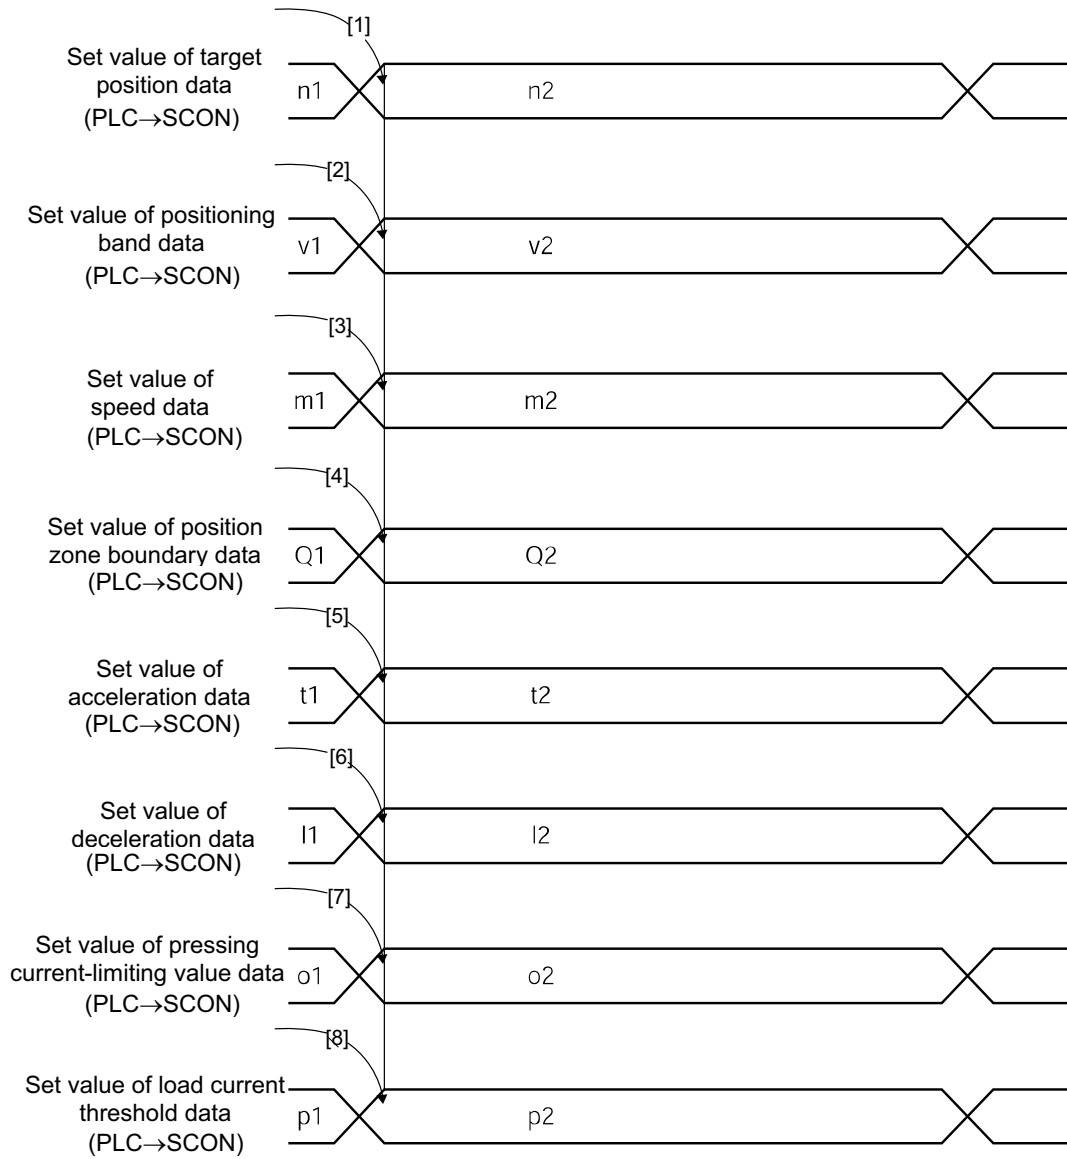 [1]
Set value of target
position data
(PLC→SCON)
n1
n2
[2]
Set value of positioning
band data
(PLC→SCON)
v1
v2
[3]
Set value of
speed data
(PLC→SCON)
m1
m2
[4]
Set value of position
zone boundary data
(PLC→SCON)
Q1
Q2
[5]
Set value of
acceleration data
(PLC→SCON)
t1
t2
[6]
Set value of
deceleration data
(PLC→SCON)
l1
l2
[7]
Set value of pressing
current-limiting value data
(PLC→SCON)
o1
o2
[8]
Set value of load current
threshold data
(PLC→SCON)
p1
p2